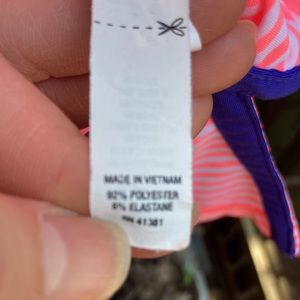 MADE IN VIETNAM
92% POLYESTER
8% ELASTANE
RN 41381